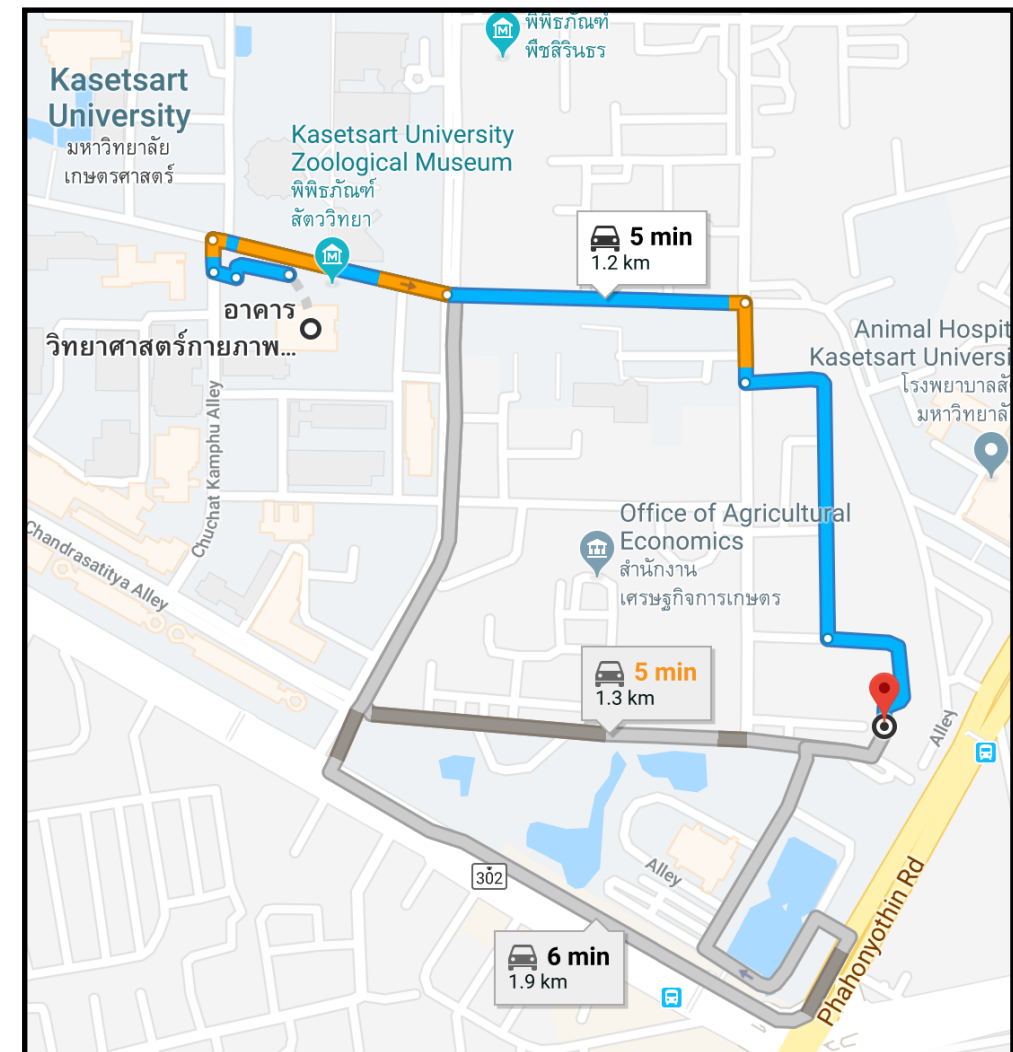 พิพิธภัณฑ์
พืชสิรินธร
Kasetsart
University
มหาวิทยาลัย
เกษตรศาสตร์
Kasetsart University
Zoological Museum
พิพิธภัณฑ์
สัตววิทยา
5 min
1.2 km
อาคาร
วิทยาศาสตร์กายภาพ...
Animal Hospit
Kasetsart Universi
โรงพยาบาลสั
มหาวิทยาลั
Chuchat Kamphu Alley
Chandrasatitya Alley
Office of Agricultural
Economics
สำนักงาน
เศรษฐกิจการเกษตร
5 min
1.3 km
Alley
Alley
302
Phahonyothin Rd
6 min
1.9 km